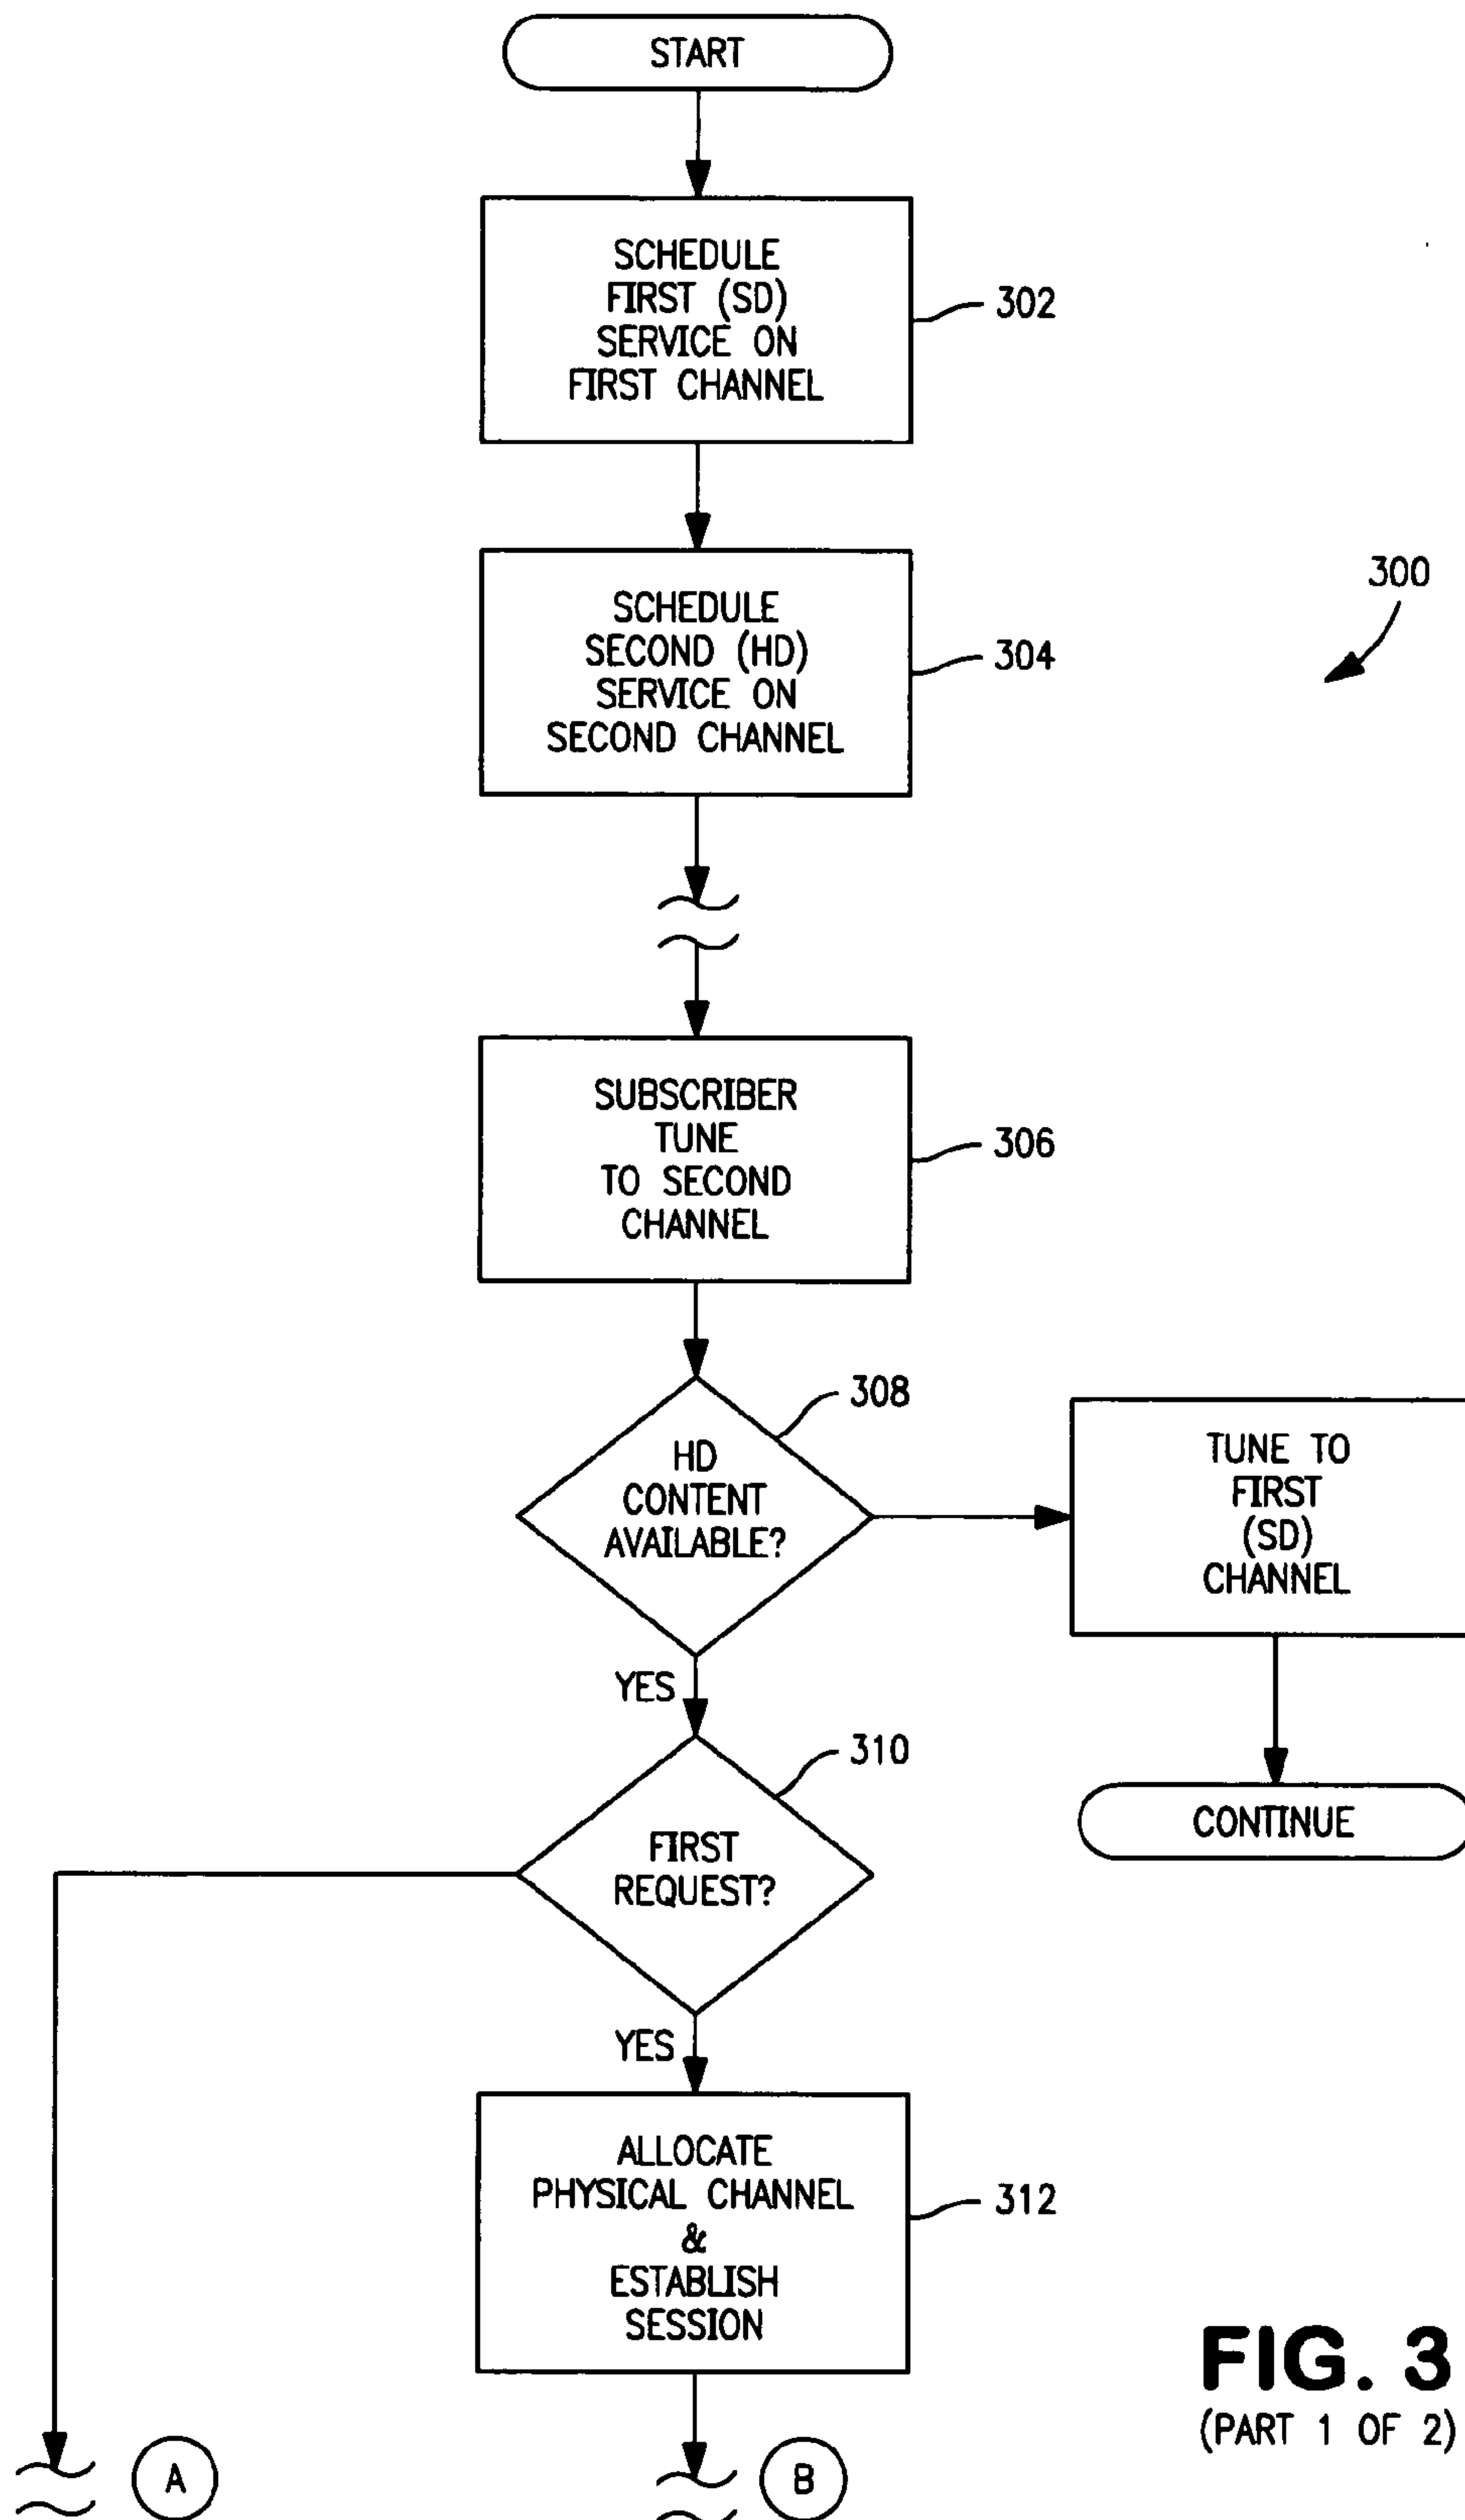 START
SCHEDULE
FIRST (SD)
SERVICE ON
FIRST CHANNEL
302
SCHEDULE
SECOND (HD)
SERVICE ON
SECOND CHANNEL
304
300
SUBSCRIBER
TUNE
TO SECOND
CHANNEL
306
308
HD
CONTENT
AVAILABLE?
TUNE TO
FIRST
(SD)
CHANNEL
YES
310
CONTINUE
FIRST
REQUEST?
YES
ALLOCATE
PHYSICAL CHANNEL
&
ESTABLISH
SESSION
312
FIG. 3
(PART 1 OF 2)
A
B